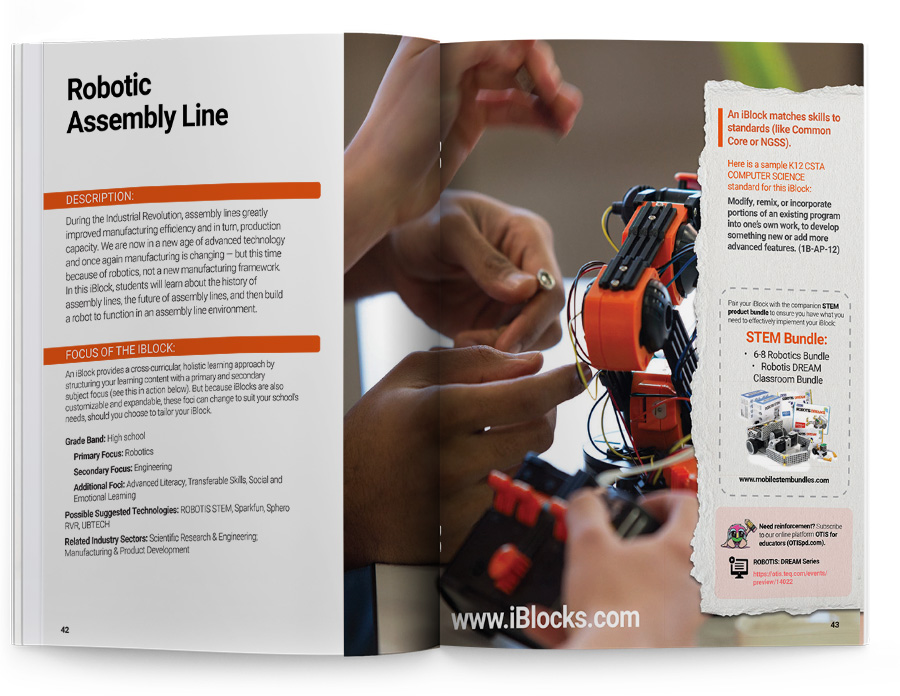 Robotic
Assembly Line
DESCRIPTION:
During the Industrial Revolution, assembly lines greatly
improved manufacturing efficiency and in turn, production
capacity. We are now in a new age of advanced technology
and once again manufacturing is changing — but this time
because of robotics, not a new manufacturing framework.
In this iBlock, students will learn about the history of
assembly lines, the future of assembly lines, and then build
a robot to function in an assembly line environment.
FOCUS OF THE IBLOCK:
An iBlock provides a cross-curricular, holistic learning approach by
structuring your learning content with a primary and secondary
subject focus (see this in action below). But because iBlocks are also
customizable and expandable, these foci can change to suit your school's
needs, should you choose to tailor your iBlock.
Grade Band: High school
Primary Focus: Robotics
Secondary Focus: Engineering
Additional Foci: Advanced Literacy, Transferable Skills, Social and
Emotional Learning
Possible Suggested Technologies: ROBOTIS STEM, Sparkfun, Sphero
RVR, UBTECH
Related Industry Sectors: Scientific Research & Engineering;
Manufacturing & Product Development
42
www.iBlocks.com
An iBlock matches skills to
standards (like Common
Core or NGSS).
Here is a sample K12 CSTA
COMPUTER SCIENCE
standard for this iBlock:
Modify, remix, or incorporate
portions of an existing program
into one's own work, to develop
something new or add more
advanced features. (1B-AP-12)
Pair your iBlock with the companion STEM
product bundle to ensure you have what you
need to effectively implement your iBlock:
STEM Bundle:
• 6-8 Robotics Bundle
• Robotis DREAM
Classroom Bundle
www.mobilestembundles.com
Need reinforcement? Subscribe
to our online platform OTIS for
educators (OTISpd.com).
ROBOTIS: DREAM Series
https://otis.teq.com/events/
preview/14622
43